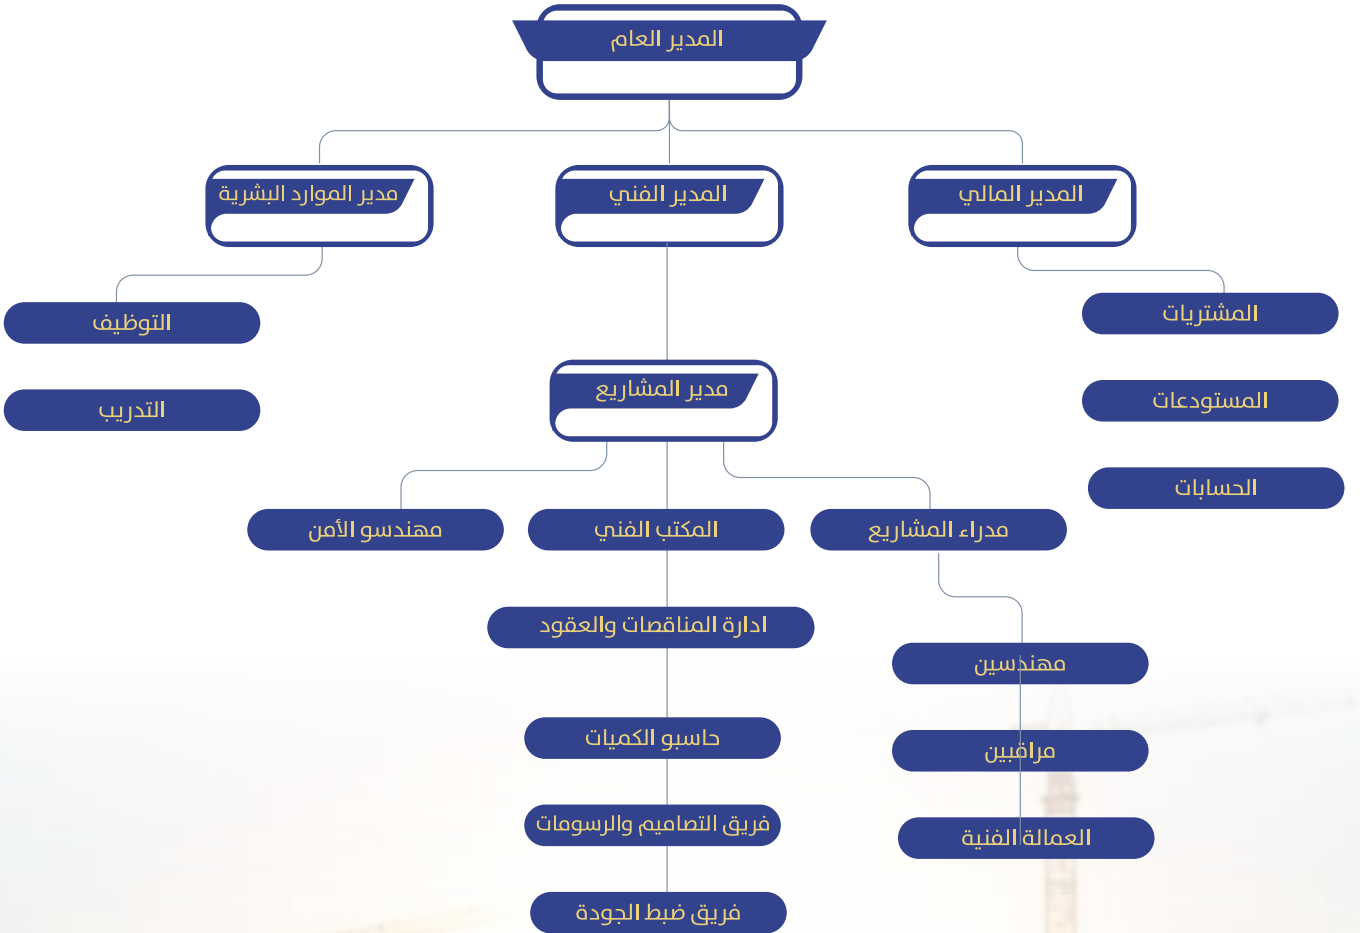 المدير العام
المدير المالي
المدير الفني
مدير الموارد البشرية
المشتريات
المستودعات
الحسابات
التوظيف
التدريب
مدير المشاريع
مدراء المشاريع
المكتب الفني
مهندسو الأمن
ادارة المناقصات والعقود
حاسبو الكميات
فريق التصاميم والرسومات
فريق ضبط الجودة
مهندسين
مراقبين
العمالة الفنية